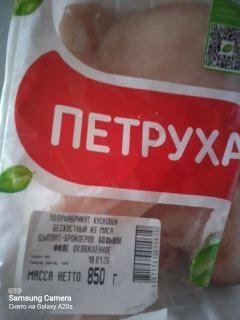 ПЕТРУХА
ПОЛУФАБРИКАТ КУСКОВОЙ
БЕСКОСТНЫЙ ИЗ МЯСА
ЦЫПЛЯТ-БРОЙЛЕРОВ БОЛЬШОЕ
ФИЛЕ ОХЛАЖДЕННОЕ
МАССА НЕТТО: 850 г
Samsung Camera
Снято на Galaxy A20s